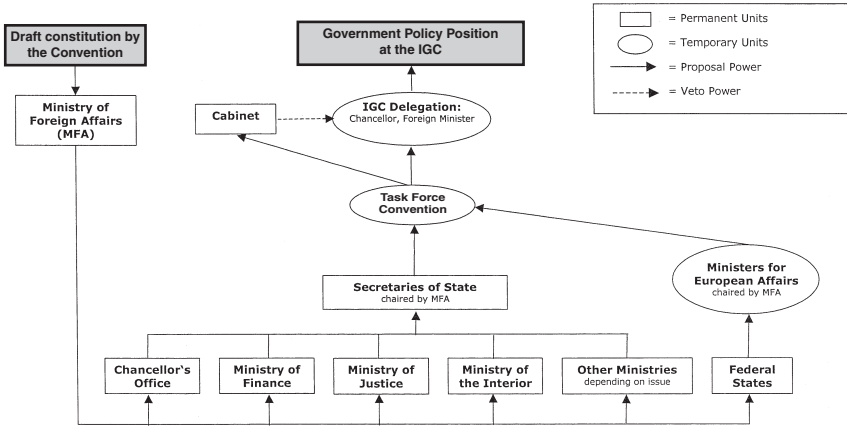 Draft constitution by
the Convention
Government Policy Position
at the IGC
= Permanent Units
= Temporary Units
= Proposal Power
= Veto Power
Ministry of
Foreign Affairs
(MFA)
Cabinet
IGC Delegation:
Chancellor, Foreign Minister
Task Force
Convention
Ministers for
European Affairs
chaired by MFA
Secretaries of State
chaired by MFA
Chancellor's
Office
Ministry of
Finance
Ministry of
Justice
Ministry of
the Interior
Other Ministries
depending on issue
Federal
States